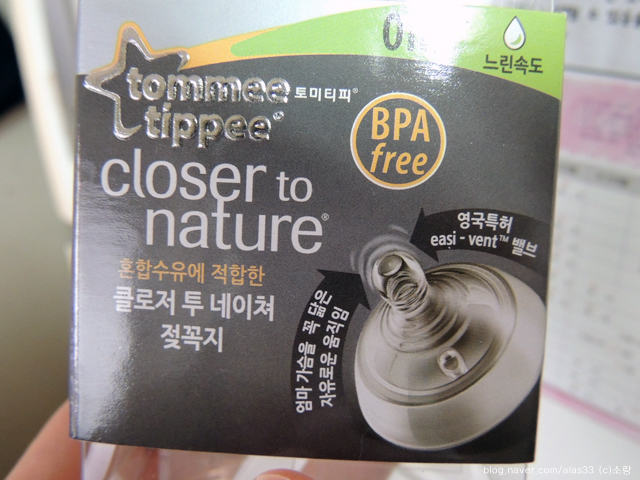 느린속도
tommee
tippee
토미티피®
BPA
free
closer to
nature®
영국특허
easi - vent™ 밸브
혼합수유에 적합한
클로저 투 네이쳐
젖꼭지
엄마 가슴을 꼭 닮은
자유로운 움직임
blog.naver.com/alas33 (c)소랑